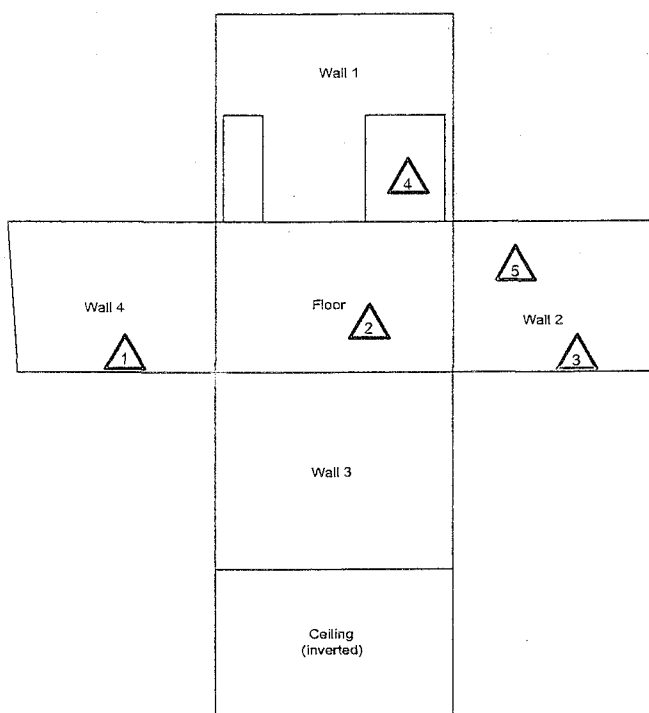 Wall 1
4
5
Wall 4
Floor
Wall 2
1
2
3
Wall 3
Ceiling
(inverted)